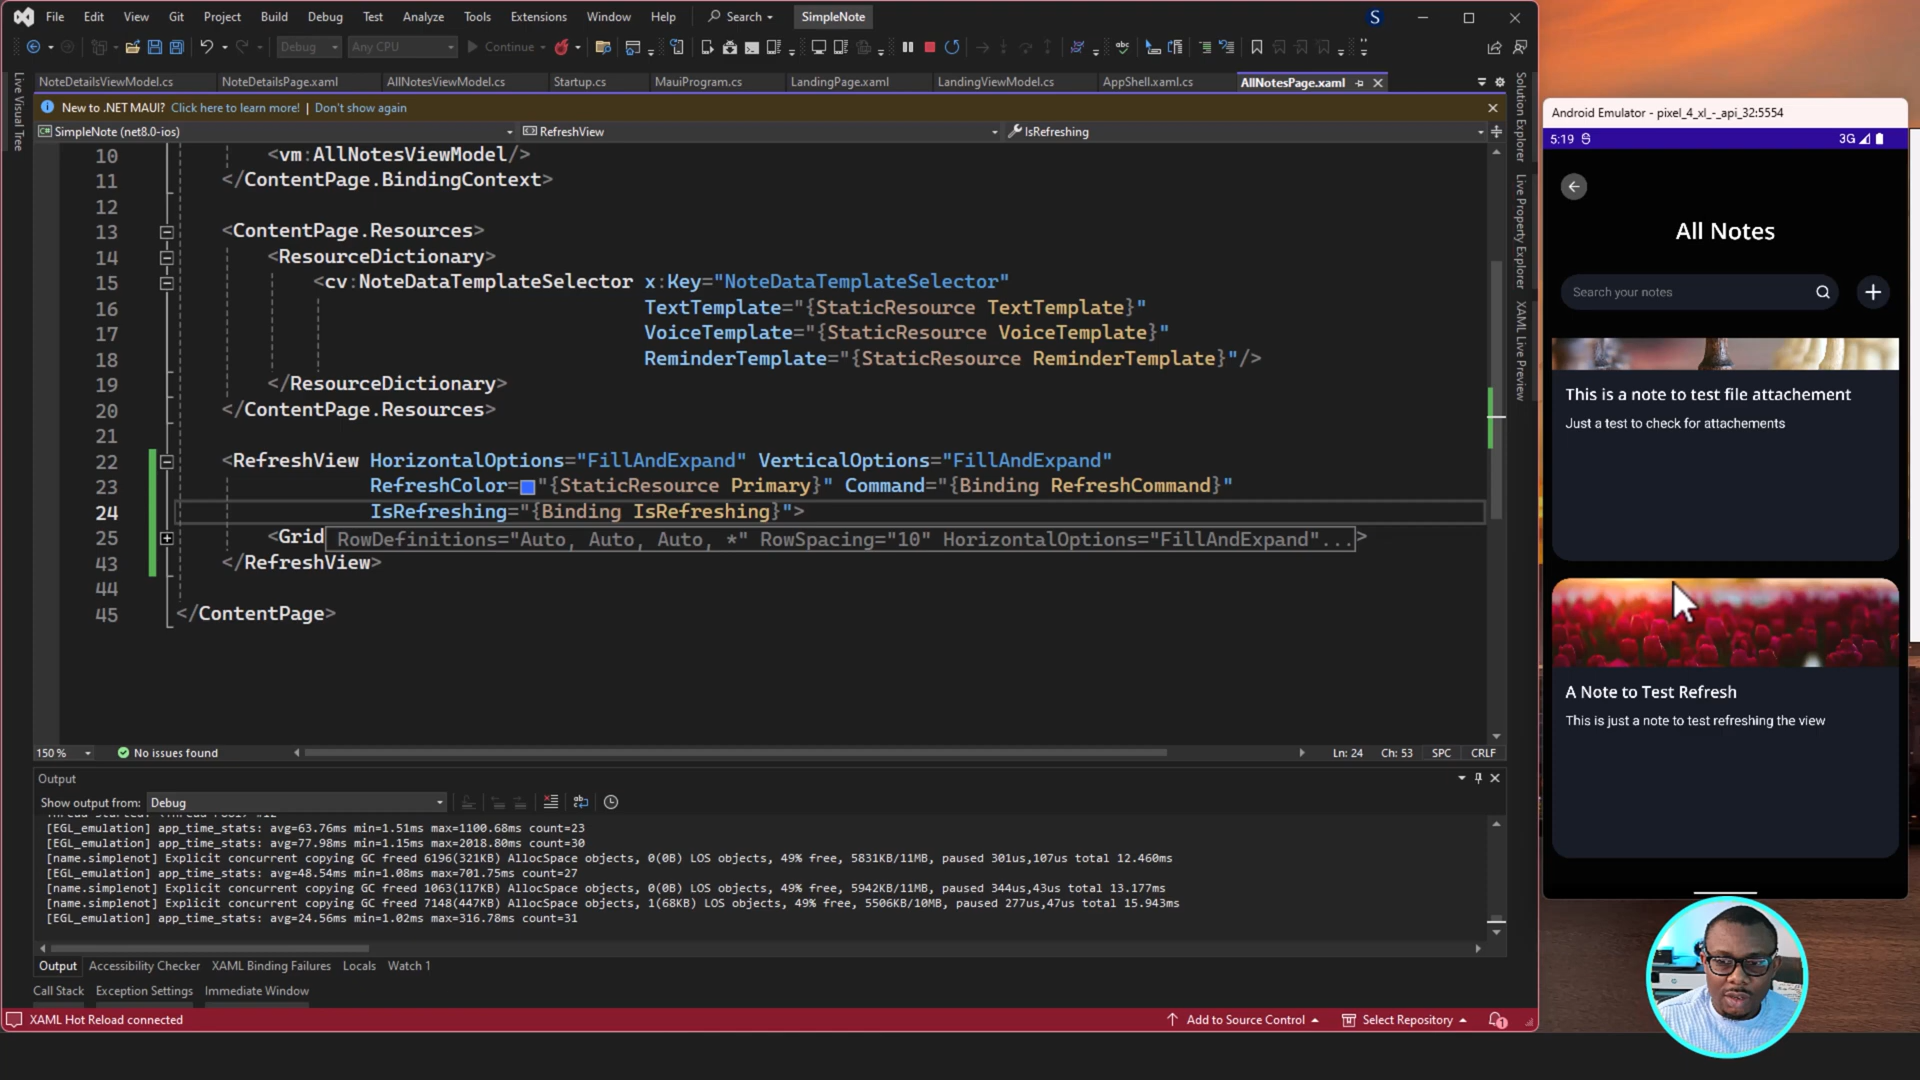 File Edit View Git Project Build Debug Test Analyze Tools Extensions Window Help Search SimpleNote S
Debug Any CPU Continue
NoteDetailsViewModel.cs NoteDetailsPage.xaml AllNotesViewModel.cs Startup.cs MauiProgram.cs LandingPage.xaml LandingViewModel.cs AppShell.xaml.cs AllNotesPage.xaml
New to .NET MAUI? Click here to learn more! | Don't show again
SimpleNote (net8.0-ios) RefreshView IsRefreshing
10 <vm:AllNotesViewModel/>
11 </ContentPage.BindingContext>
12
13 <ContentPage.Resources>
14 <ResourceDictionary>
15 <cv:NoteDataTemplateSelector x:Key="NoteDataTemplateSelector"
16 TextTemplate="{StaticResource TextTemplate}"
17 VoiceTemplate="{StaticResource VoiceTemplate}"
18 ReminderTemplate="{StaticResource ReminderTemplate}"/>
19 </ResourceDictionary>
20 </ContentPage.Resources>
21
22 <RefreshView HorizontalOptions="FillAndExpand" VerticalOptions="FillAndExpand"
23 RefreshColor="{StaticResource Primary}" Command="{Binding RefreshCommand}"
24 IsRefreshing="{Binding IsRefreshing}">
25 <Grid RowDefinitions="Auto, Auto, Auto, *" RowSpacing="10" HorizontalOptions="FillAndExpand"...>
43 </RefreshView>
44
45 </ContentPage>
150 % No issues found Ln: 24 Ch: 53 SPC CRLF
Output
Show output from: Debug
[EGL_emulation] app_time_stats: avg=63.76ms min=1.51ms max=1100.68ms count=23
[EGL_emulation] app_time_stats: avg=77.98ms min=1.15ms max=2018.80ms count=30
[name.simplenot] Explicit concurrent copying GC freed 6196(321KB) AllocSpace objects, 0(0B) LOS objects, 49% free, 5831KB/11MB, paused 301us,107us total 12.460ms
[EGL_emulation] app_time_stats: avg=48.54ms min=1.08ms max=701.75ms count=27
[name.simplenot] Explicit concurrent copying GC freed 1063(117KB) AllocSpace objects, 0(0B) LOS objects, 49% free, 5942KB/11MB, paused 344us,43us total 13.177ms
[name.simplenot] Explicit concurrent copying GC freed 7148(447KB) AllocSpace objects, 1(68KB) LOS objects, 49% free, 5506KB/10MB, paused 277us,47us total 15.943ms
[EGL_emulation] app_time_stats: avg=24.56ms min=1.02ms max=316.78ms count=31
Output Accessibility Checker XAML Binding Failures Locals Watch 1
Call Stack Exception Settings Immediate Window
XAML Hot Reload connected Add to Source Control Select Repository 1
Live Visual Tree
Solution Explorer
Live Property Explorer
XAML Live Preview
Android Emulator - pixel_4_xl_-_api_32:5554
5:19 3G
All Notes
Search your notes
This is a note to test file attachement
Just a test to check for attachements
A Note to Test Refresh
This is just a note to test refreshing the view